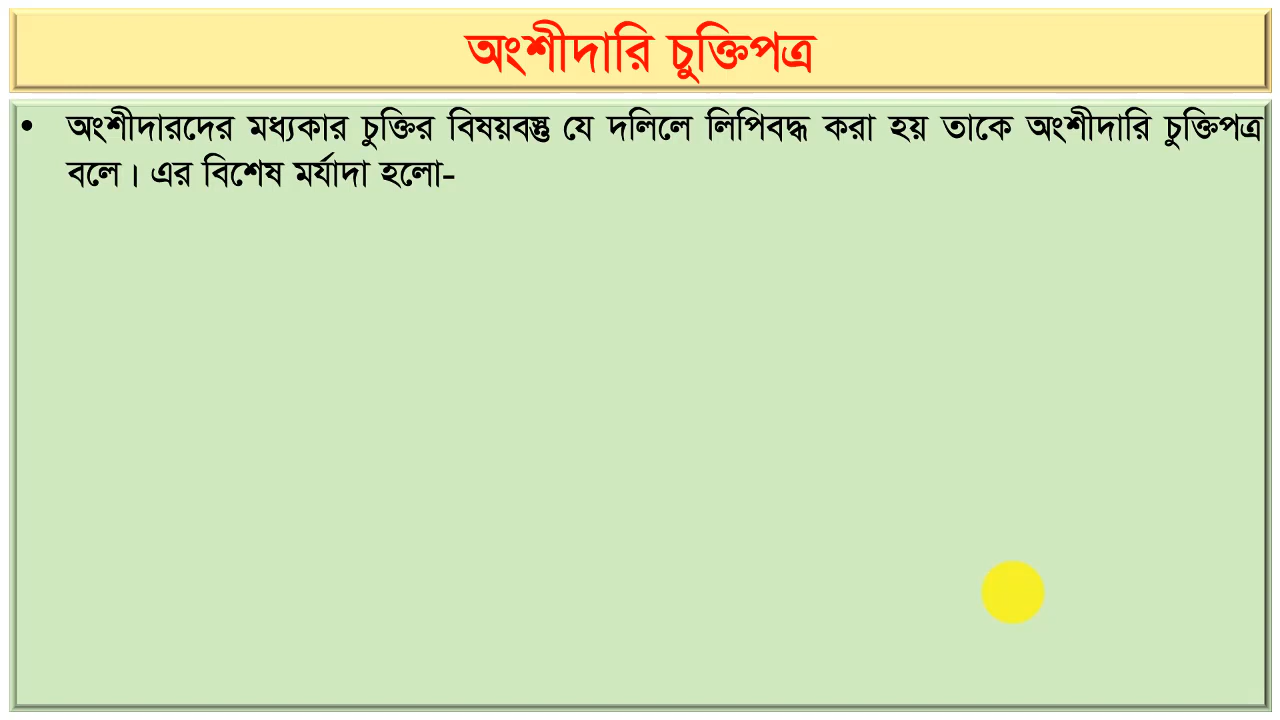 অংশীদারি চুক্তিপত্র
• অংশীদারদের মধ্যকার চুক্তির বিষয়বস্তু যে দলিলে লিপিবদ্ধ করা হয় তাকে অংশীদারি চুক্তিপত্র
বলে। এর বিশেষ মর্যাদা হলো-